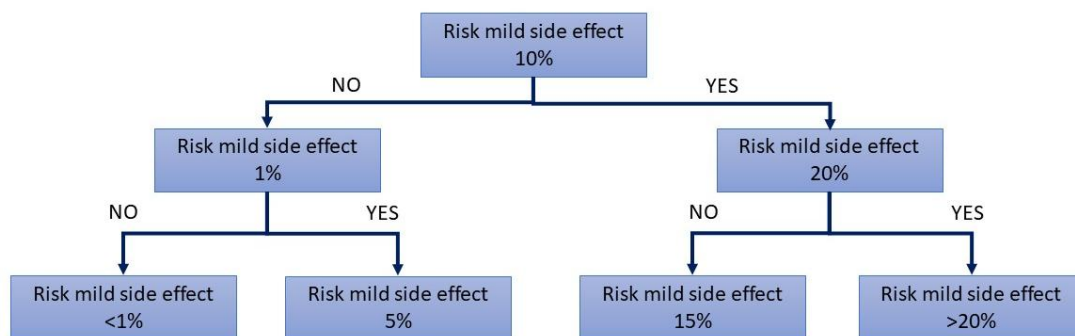 Risk mild side effect
10%
NO
YES
Risk mild side effect
1%
Risk mild side effect
20%
NO
YES
NO
YES
Risk mild side effect
<1%
Risk mild side effect
5%
Risk mild side effect
15%
Risk mild side effect
>20%